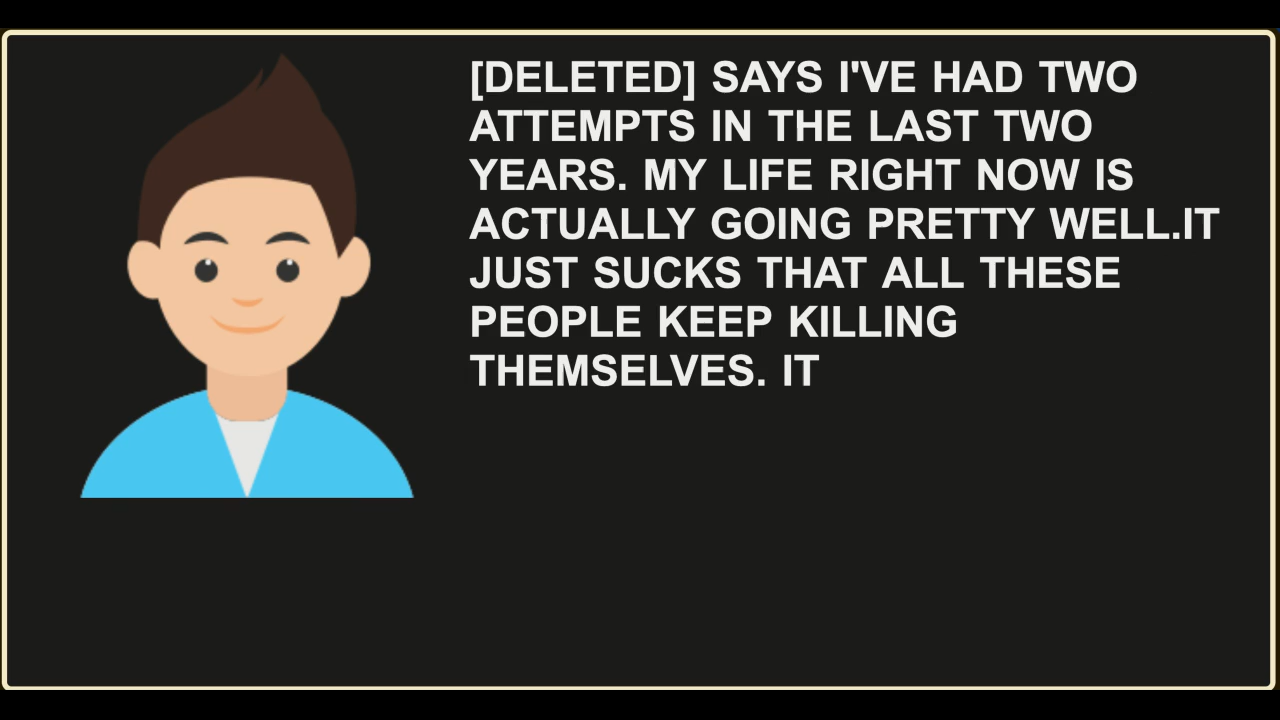 [DELETED] SAYS I'VE HAD TWO
ATTEMPTS IN THE LAST TWO
YEARS. MY LIFE RIGHT NOW IS
ACTUALLY GOING PRETTY WELL.IT
JUST SUCKS THAT ALL THESE
PEOPLE KEEP KILLING
THEMSELVES. IT